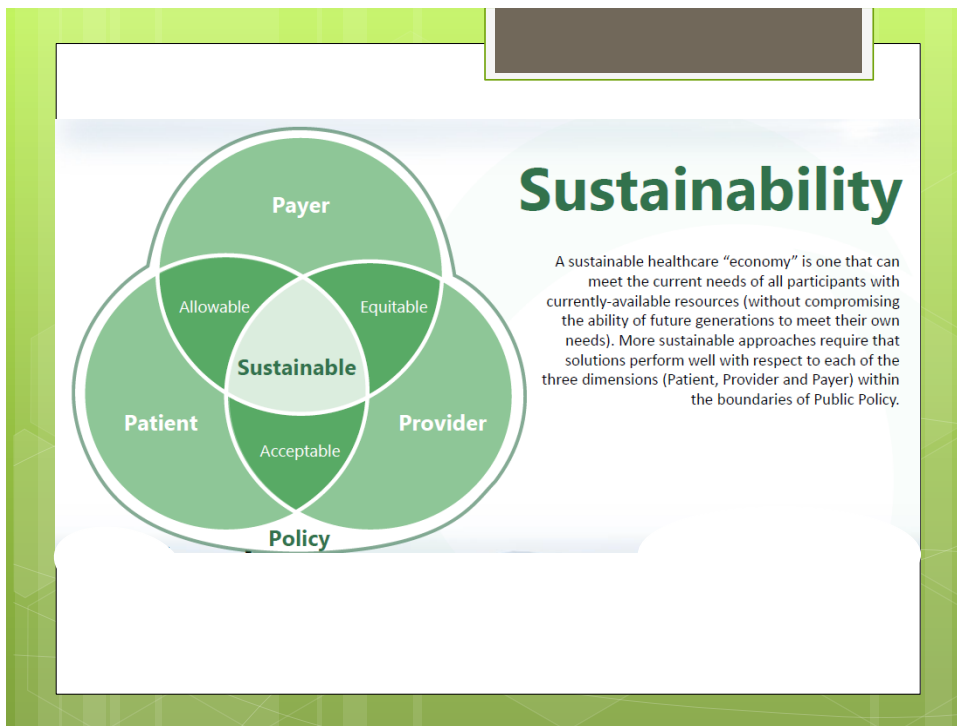 Sustainability
Payer
Allowable
Equitable
Sustainable
Patient
Provider
Acceptable
Policy
A sustainable healthcare “economy” is one that can
meet the current needs of all participants with
currently-available resources (without compromising
the ability of future generations to meet their own
needs). More sustainable approaches require that
solutions perform well with respect to each of the
three dimensions (Patient, Provider and Payer) within
the boundaries of Public Policy.